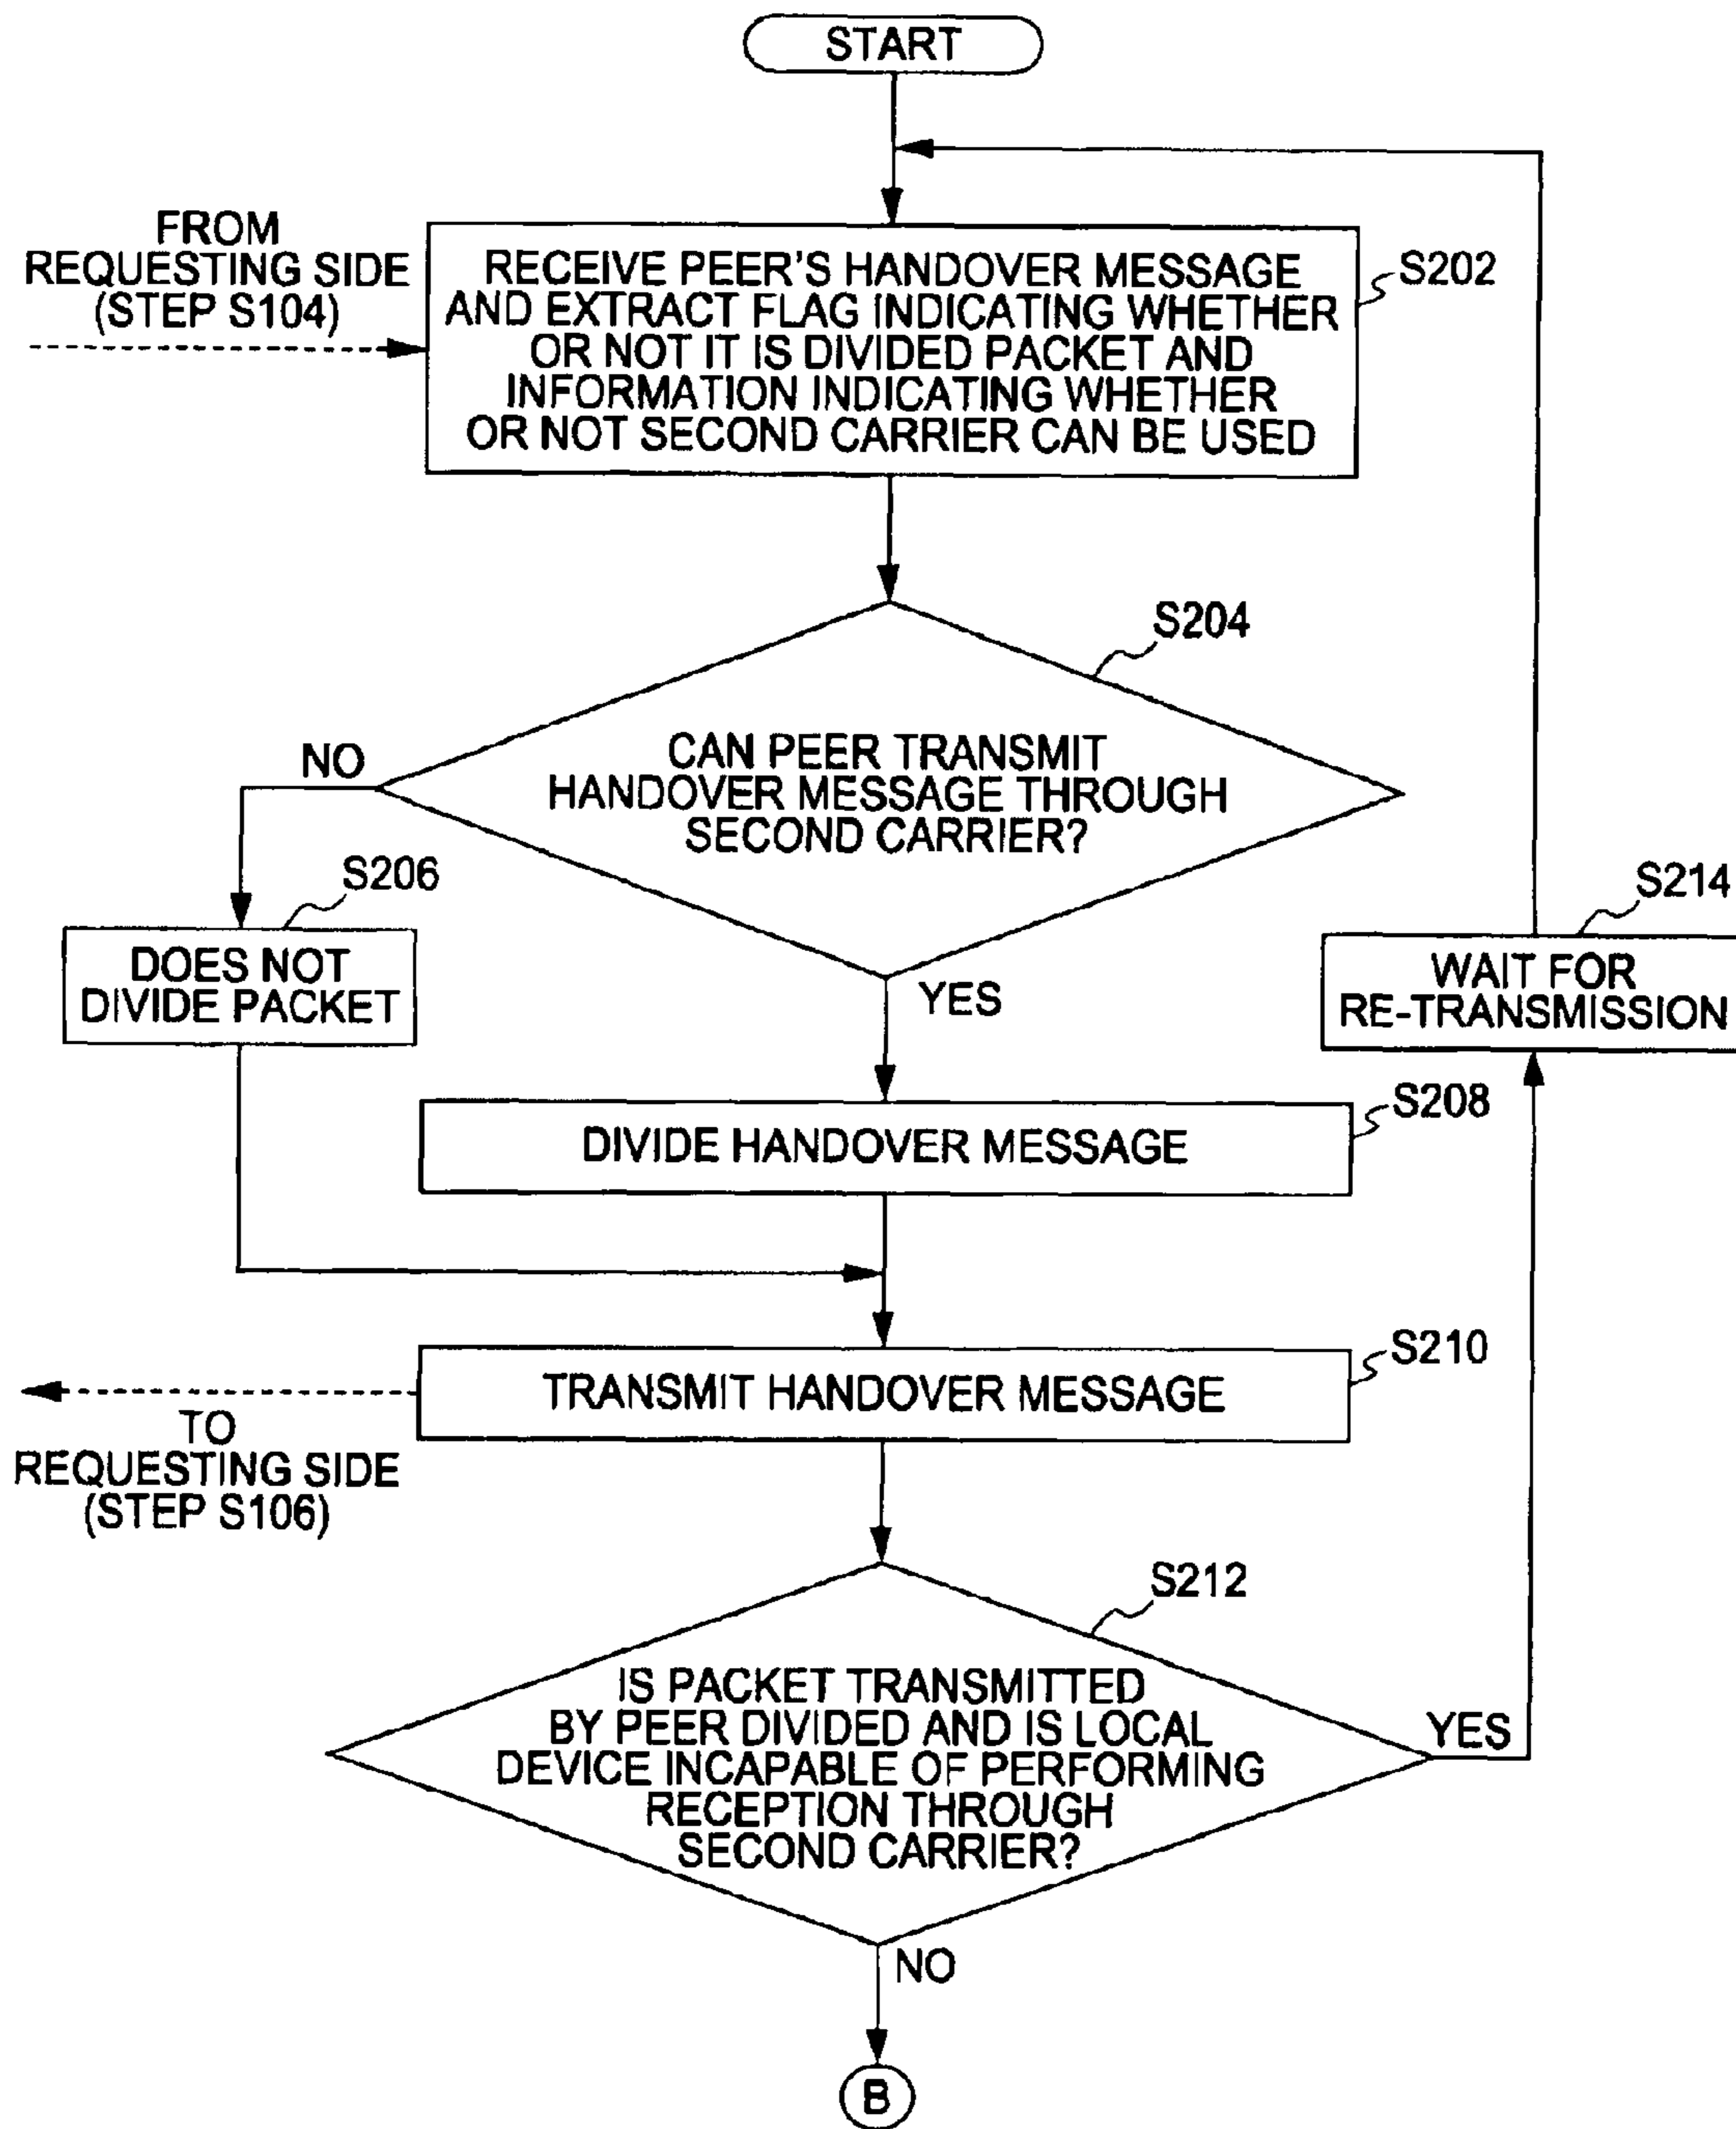 START
FROM
REQUESTING SIDE
(STEP S104)
RECEIVE PEER'S HANDOVER MESSAGE
AND EXTRACT FLAG INDICATING WHETHER
OR NOT IT IS DIVIDED PACKET AND
INFORMATION INDICATING WHETHER
OR NOT SECOND CARRIER CAN BE USED
S202
S204
CAN PEER TRANSMIT
HANDOVER MESSAGE THROUGH
SECOND CARRIER?
NO
YES
S206
DOES NOT
DIVIDE PACKET
S214
WAIT FOR
RE-TRANSMISSION
S208
DIVIDE HANDOVER MESSAGE
S210
TRANSMIT HANDOVER MESSAGE
TO
REQUESTING SIDE
(STEP S106)
S212
IS PACKET TRANSMITTED
BY PEER DIVIDED AND IS LOCAL
DEVICE INCAPABLE OF PERFORMING
RECEPTION THROUGH
SECOND CARRIER?
YES
NO
B